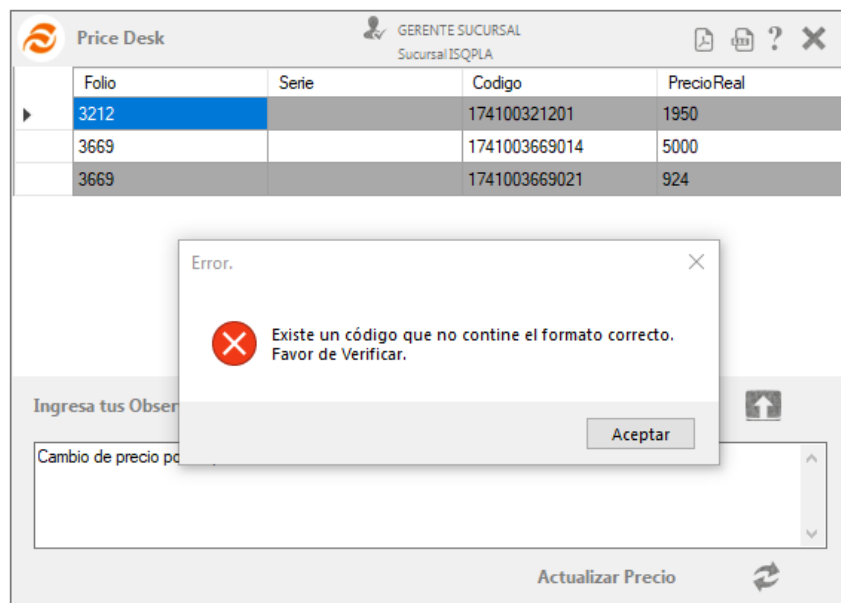 Price Desk
GERENTE SUCURSAL
Sucursal ISQPLA
?
Folio Serie Codigo PrecioReal
3212 174100321201 1950
3669 1741003669014 5000
3669 1741003669021 924
Error.
Existe un código que no contine el formato correcto.
Favor de Verificar.
Aceptar
Ingresa tus Obser
Cambio de precio po
Actualizar Precio